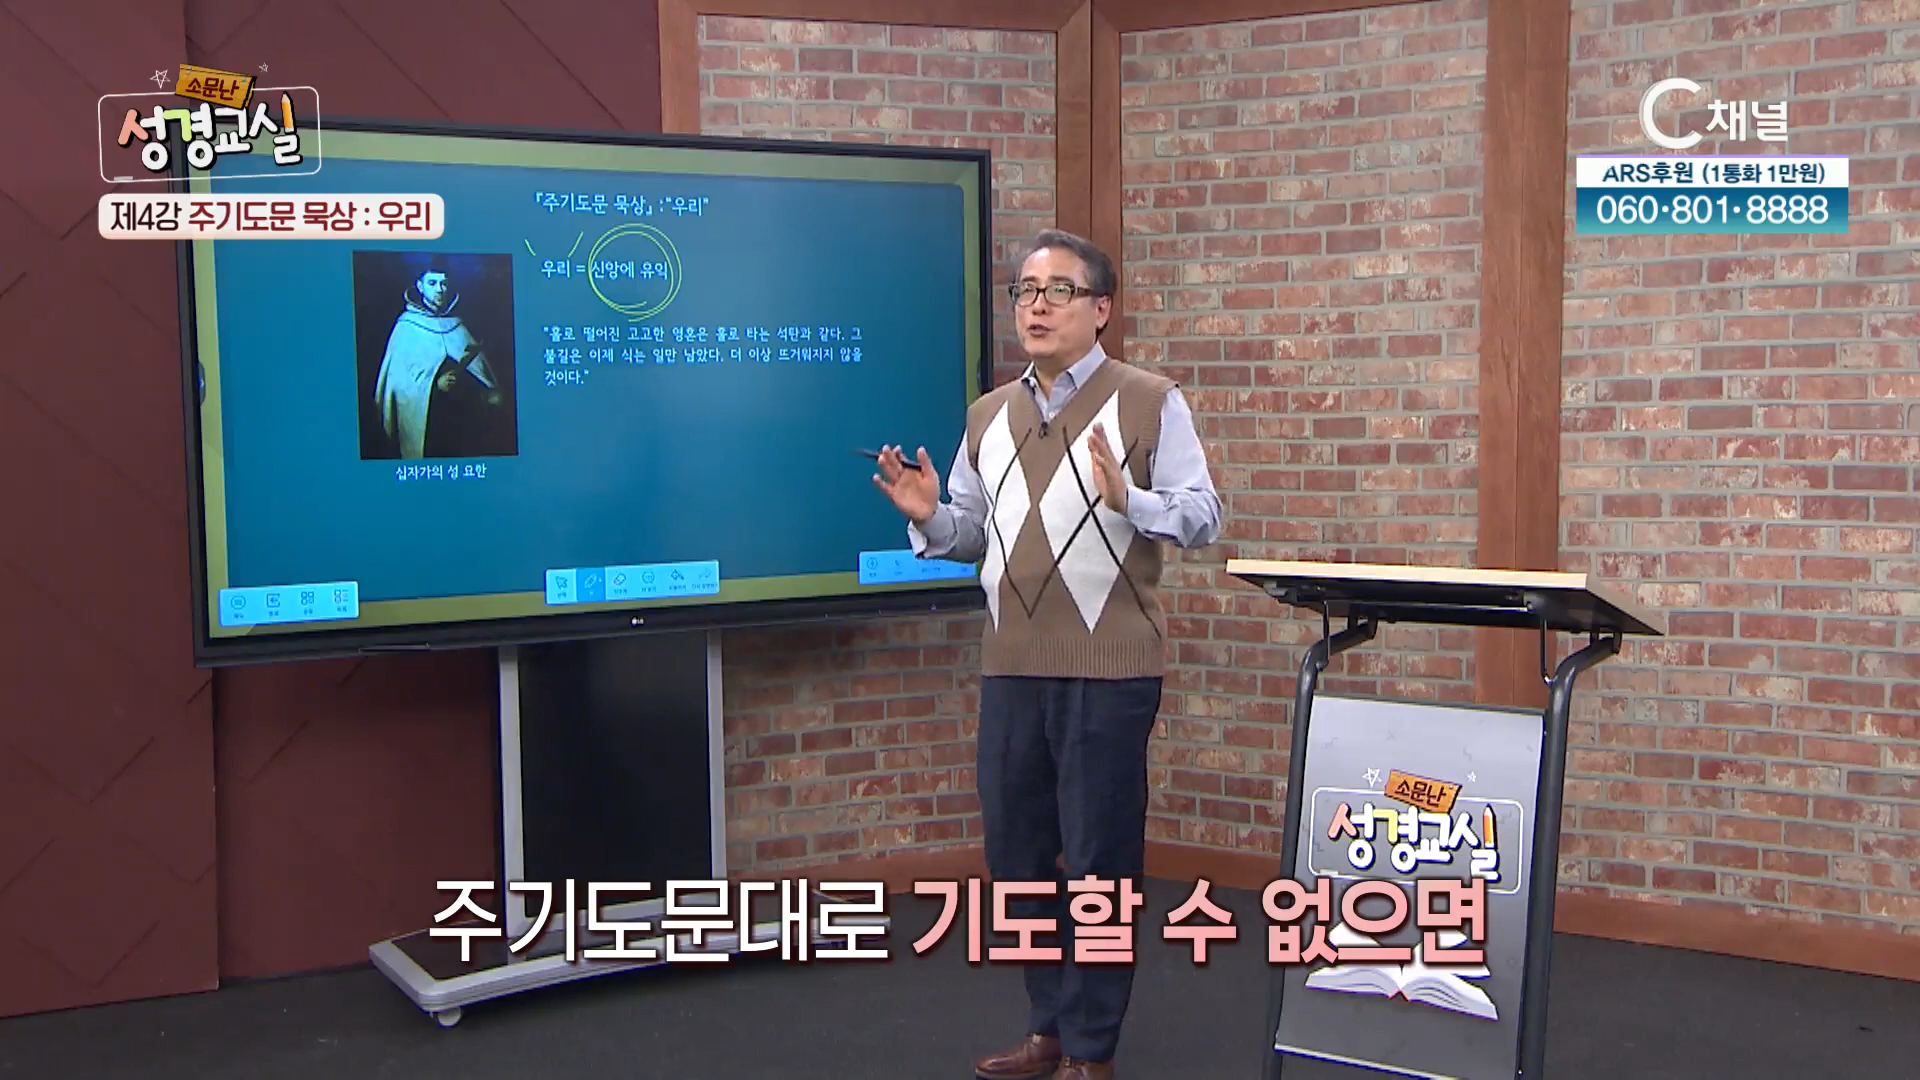 소문난
성경교실
제4강 주기도문 묵상 : 우리
C채널
ARS후원 (1통화 1만원)
060·801·8888
『주기도문 묵상』 :"우리"
우리 = 신앙에 유익
"홀로 떨어진 고고한 영혼은 홀로 타는 석탄과 같다. 그
불길은 이제 식는 일만 남았다. 더 이상 뜨거워지지 않을
것이다."
십자가의 성 요한
LG
소문난
성경교실
주기도문대로 기도할 수 없으면